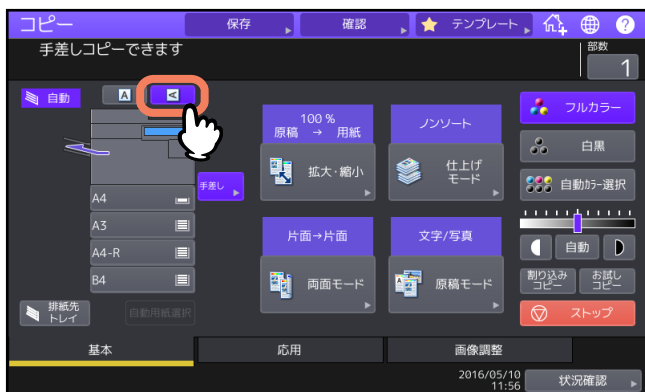 コピー
保存
確認
テンプレート
?
手差しコピーできます
部数
1
自動
A
A
手差し
A4
A3
A4-R
B4
排紙先
トレイ
自動用紙選択
100 %
原稿 → 用紙
拡大・縮小
ノンソート
仕上げ
モード
片面→片面
両面モード
文字/写真
原稿モード
フルカラー
白黒
自動カラー選択
自動
割り込み
コピー
お試し
コピー
ストップ
基本
応用
画像調整
2016/05/10
11:56
状況確認